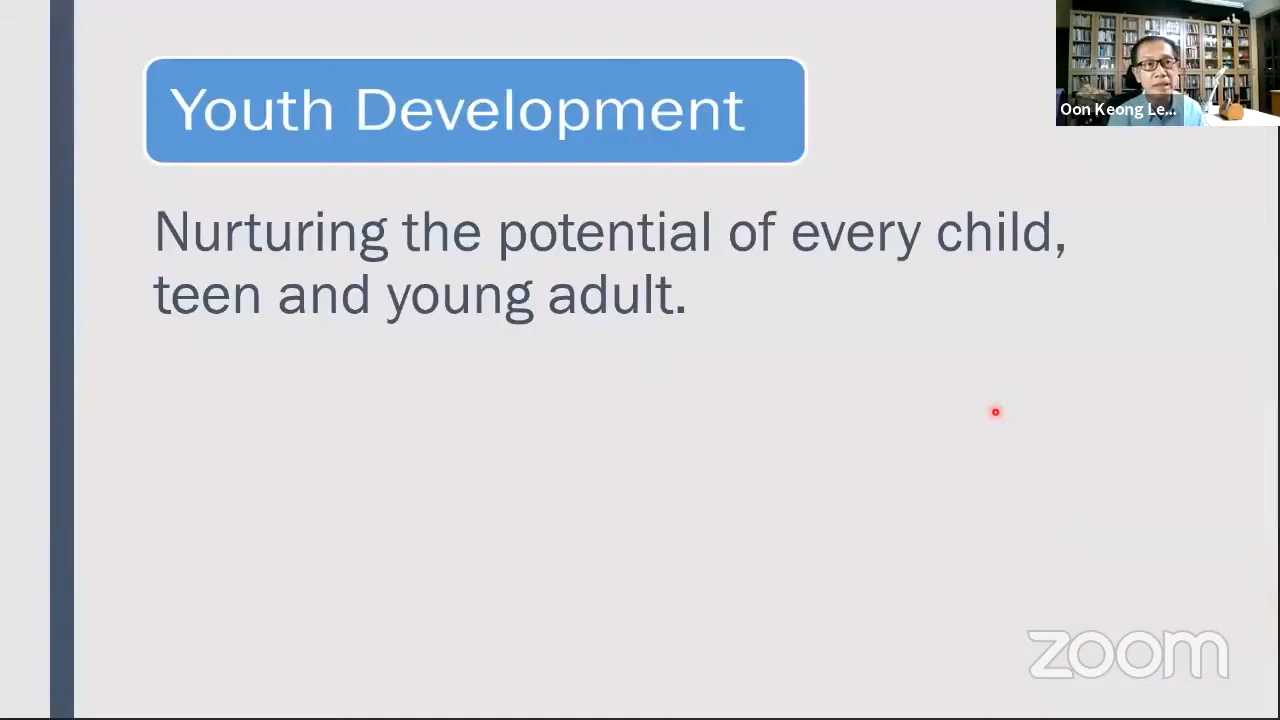 Youth Development
Oon Keong Le...
Nurturing the potential of every child,
teen and young adult.
zoom